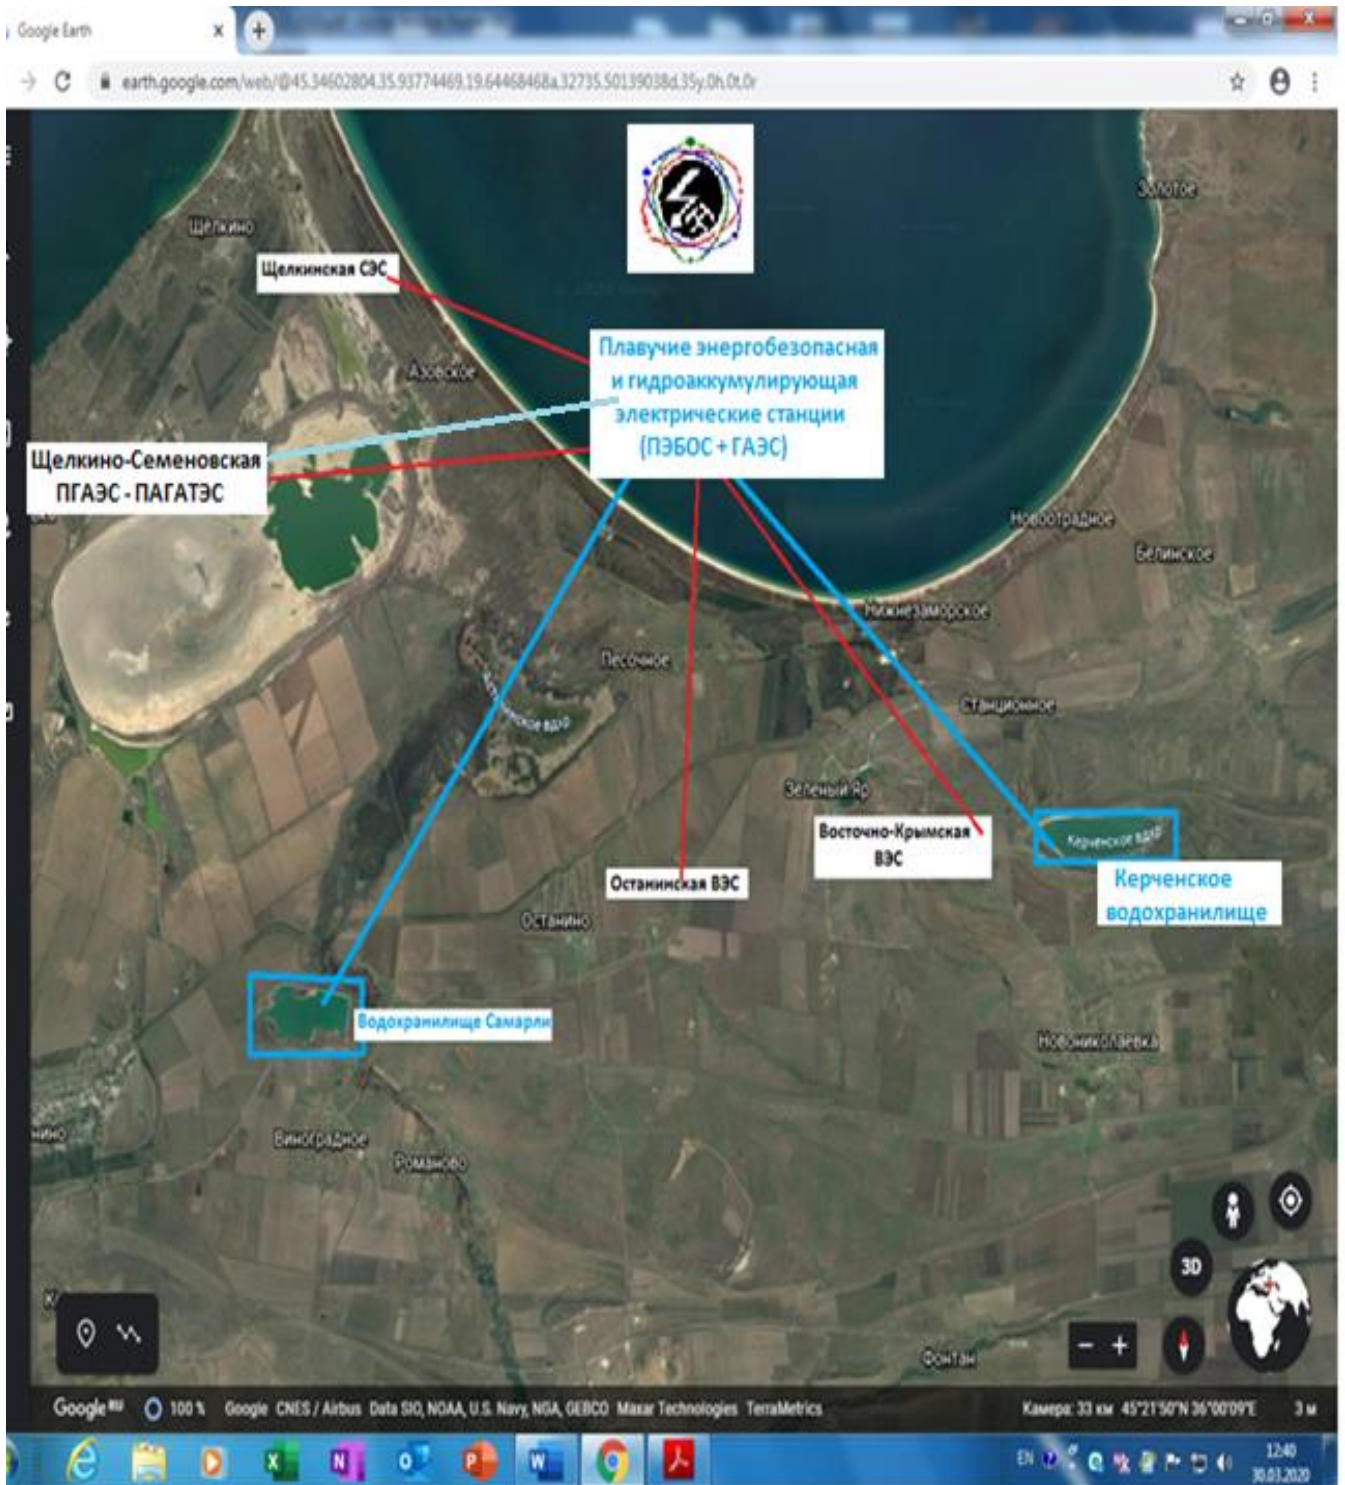 Google Earth
earth.google.com/web/@45.34602804,35.93774469,19.64468468a,32735.50139038d,35y,0h,0t,0r
Золотое
Щёлкино
Щелкинская СЭС
Плавучие энергобезопасная
и гидроаккумулирующая
электрические станции
(ПЭБОС + ГАЭС)
Азовское
Щелкино-Семеновская
ПГАЭС - ПАГАТЭС
Новоотрадное
Белинское
Нижнезаморское
Песочное
вдхр.
Станционное
Зеленый Яр
Восточно-Крымская
ВЭС
Керченское вдхр.
Останинская ВЭС
Керченское
водохранилище
Останино
Водохранилище Самарли
Новониколаевка
нино
Виноградное
Романово
3D
Фонтан
Google RU 100 % Google CNES / Airbus Data SIO, NOAA, U.S. Navy, NGA, GEBCO Maxar Technologies TerraMetrics Камера: 33 км 45°21'50"N 36°00'09"E 3 м
EN 12:40
30.03.2020